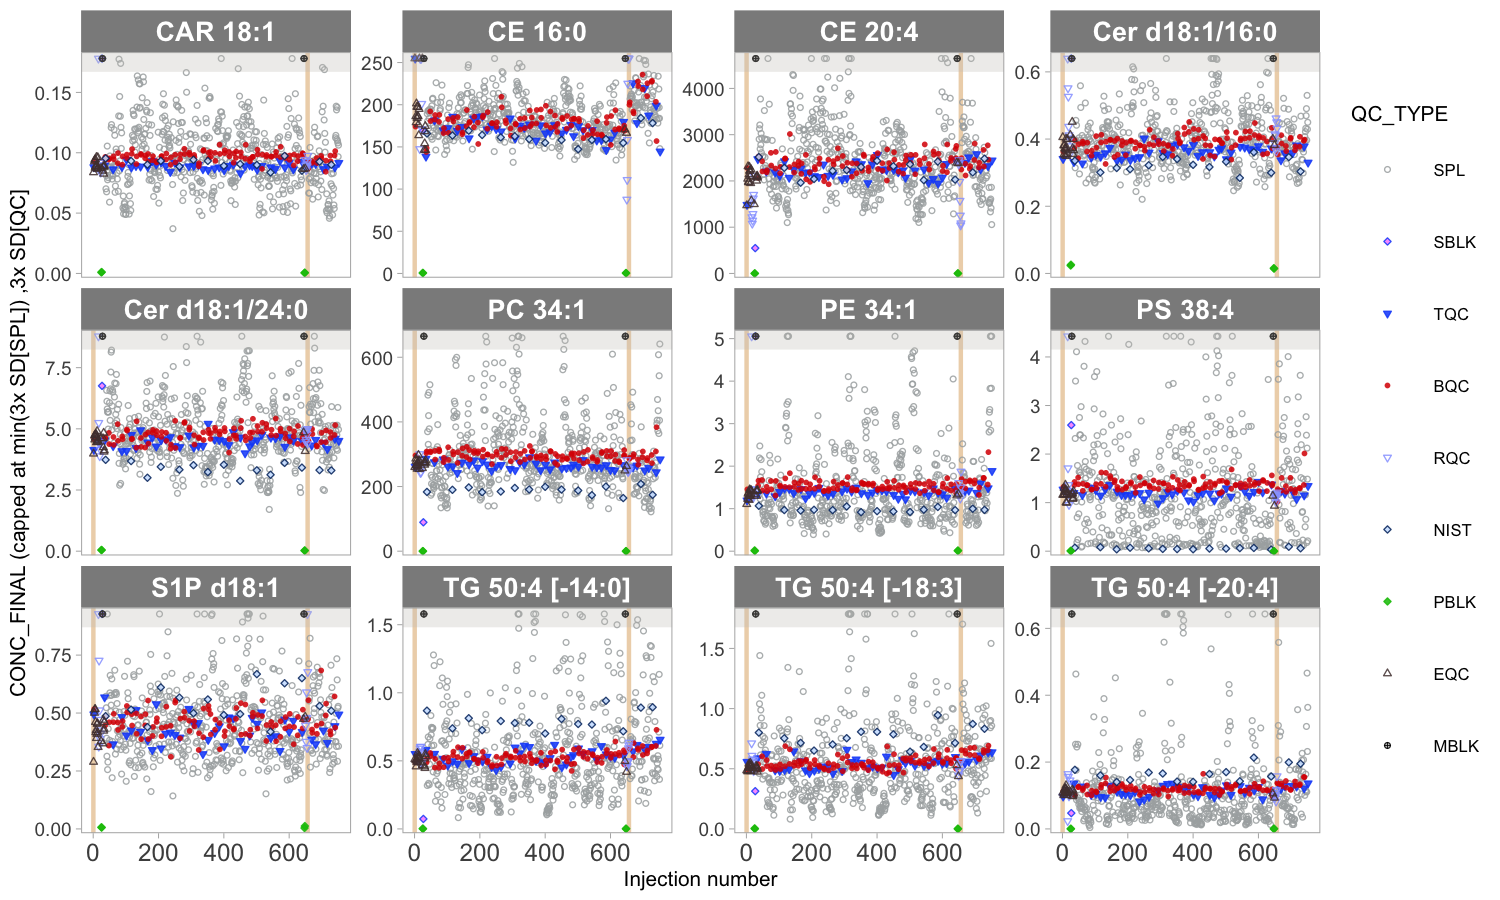 CAR 18:1
CE 16:0
CE 20:4
Cer d18:1/16:0
0.15
0.10
0.05
0.00
250
200
150
100
50
0
4000
3000
2000
1000
0
0.6
0.4
0.2
0.0
Cer d18:1/24:0
PC 34:1
PE 34:1
PS 38:4
7.5
5.0
2.5
0.0
600
400
200
0
5
4
3
2
1
0
4
3
2
1
0
S1P d18:1
TG 50:4 [-14:0]
TG 50:4 [-18:3]
TG 50:4 [-20:4]
0.75
0.50
0.25
0.00
1.5
1.0
0.5
0.0
1.5
1.0
0.5
0.0
0.6
0.4
0.2
0.0
0 200 400 600
0 200 400 600
0 200 400 600
0 200 400 600
Injection number
CONC_FINAL (capped at min(3x SD[SPL]) ,3x SD[QC]
QC_TYPE
SPL
SBLK
TQC
BQC
RQC
NIST
PBLK
EQC
MBLK